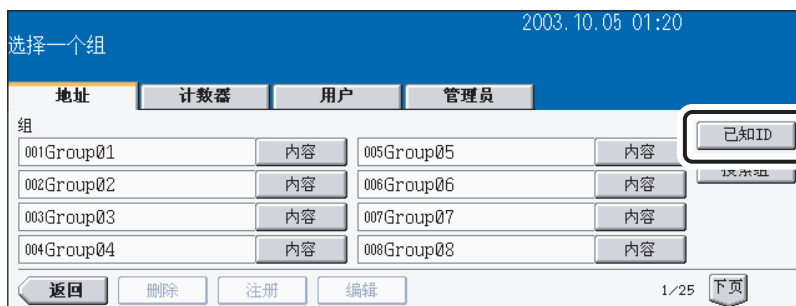 2003.10.05 01:20
选择一个组
地址 计数器 用户 管理员
组
已知ID
001Group01 内容 005Group05 内容
搜索组
002Group02 内容 006Group06 内容
003Group03 内容 007Group07 内容
004Group04 内容 008Group08 内容
返回 删除 注册 编辑 1/25 下页